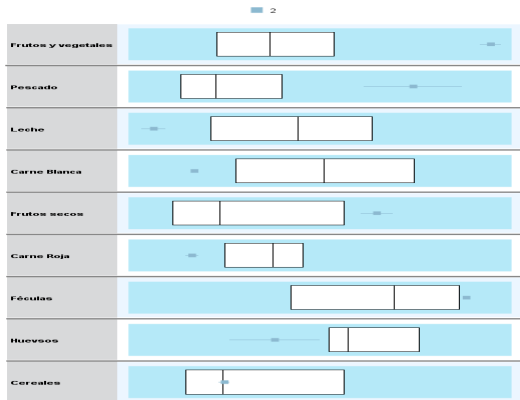 2
Frutos y vegetales
Pescado
Leche
Carne Blanca
Frutos secos
Carne Roja
Féculas
Huevsos
Cereales